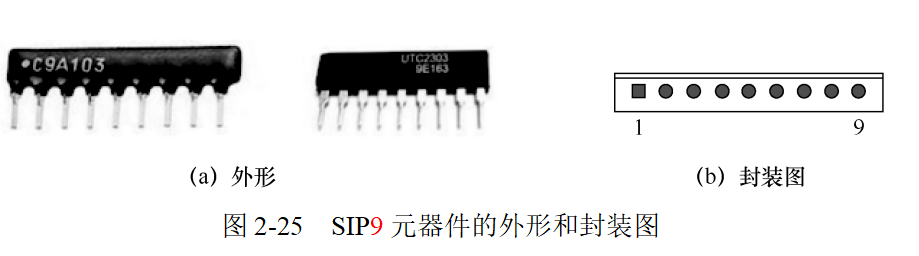 C9A103
UTC2303
9E163
1 9
(a) 外形
(b) 封装图
图 2-25 SIP9 元器件的外形和封装图